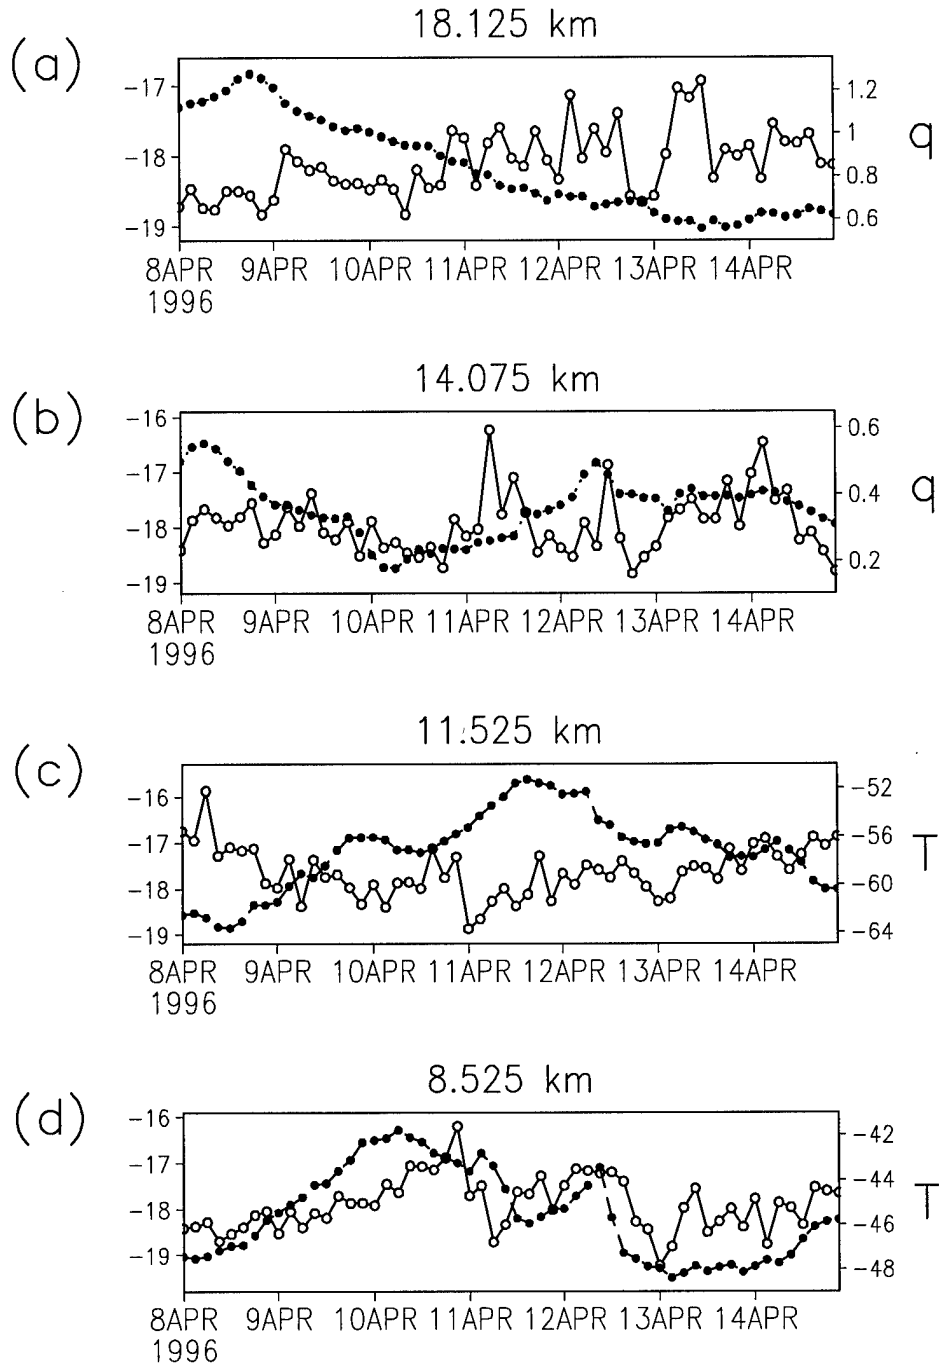 18.125 km
(a)
-17
-18
-19
1.2
1
0.8
0.6
q
8APR 9APR 10APR 11APR 12APR 13APR 14APR
1996
14.075 km
(b)
-16
-17
-18
-19
0.6
0.4
0.2
q
8APR 9APR 10APR 11APR 12APR 13APR 14APR
1996
11.525 km
(c)
-16
-17
-18
-19
-52
-56
-60
-64
T
8APR 9APR 10APR 11APR 12APR 13APR 14APR
1996
8.525 km
(d)
-16
-17
-18
-19
-42
-44
-46
-48
T
8APR 9APR 10APR 11APR 12APR 13APR 14APR
1996